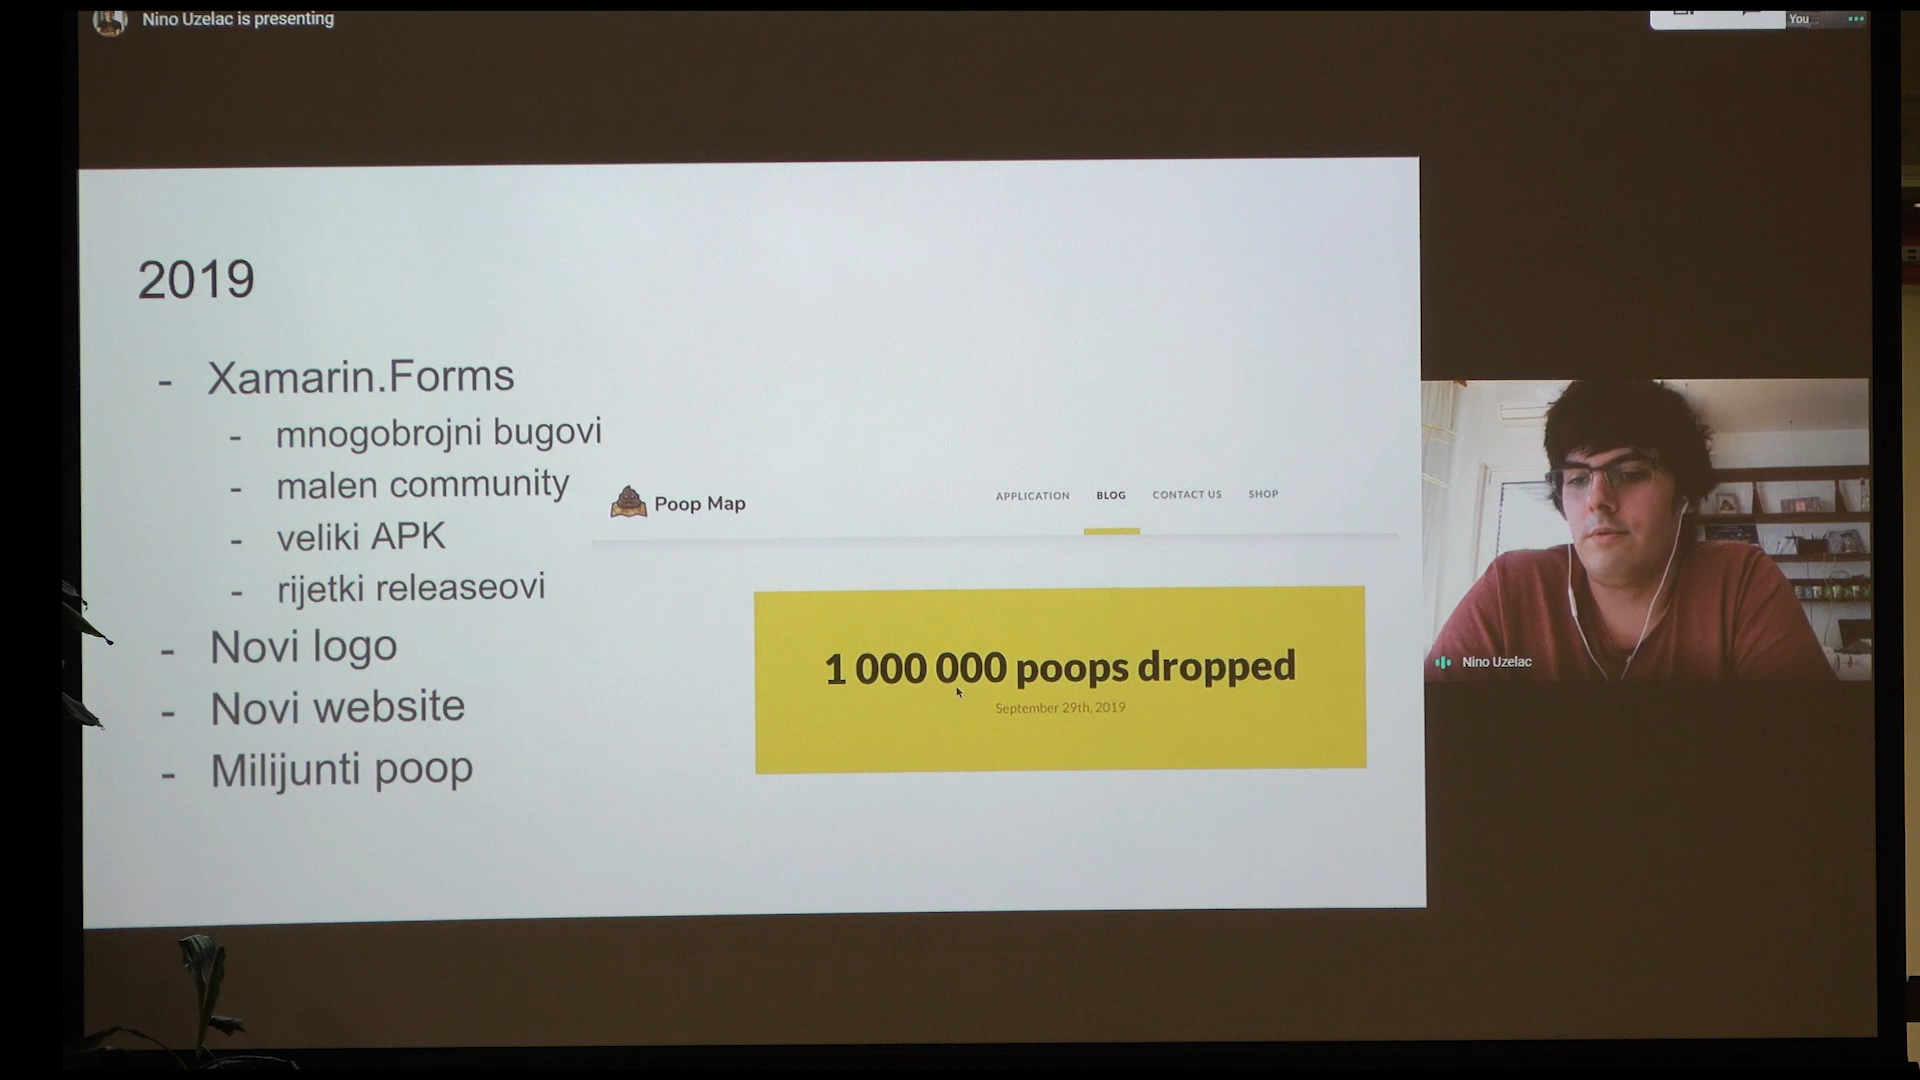 Nino Uzelac is presenting
You
2019
- Xamarin.Forms
- mnogobrojni bugovi
- malen community
- veliki APK
- rijetki releaseovi
- Novi logo
- Novi website
- Milijunti poop
Poop Map
APPLICATION BLOG CONTACT US SHOP
1 000 000 poops dropped
September 29th, 2019
Nino Uzelac